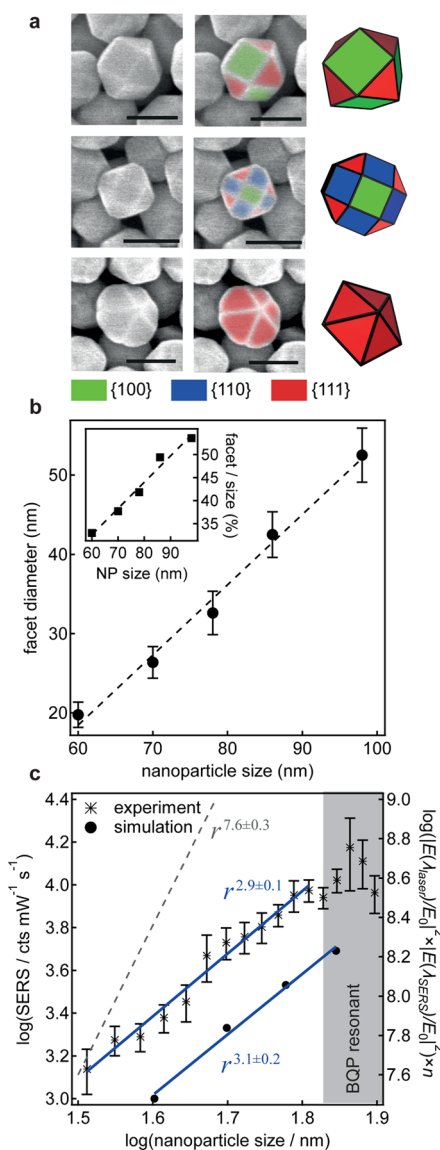 a
{100} {110} {111}
b
facet diameter (nm)
50
40
30
20
60 70 80 90 100
nanoparticle size (nm)
60 70 80 90
NP size (nm)
50
45
40
35
facet / size (%)
c
log(SERS / cts mW⁻¹ s⁻¹)
4.4
4.2
4.0
3.8
3.6
3.4
3.2
3.0
experiment
simulation
r^7.6±0.3
r^2.9±0.1
r^3.1±0.2
BQP resonant
9.0
8.8
8.6
8.4
8.2
8.0
7.8
7.6
log(|E(λlaser)/E₀|²×|E(λSERS)/E₀|²)×n
1.5 1.6 1.7 1.8 1.9
log(nanoparticle size / nm)